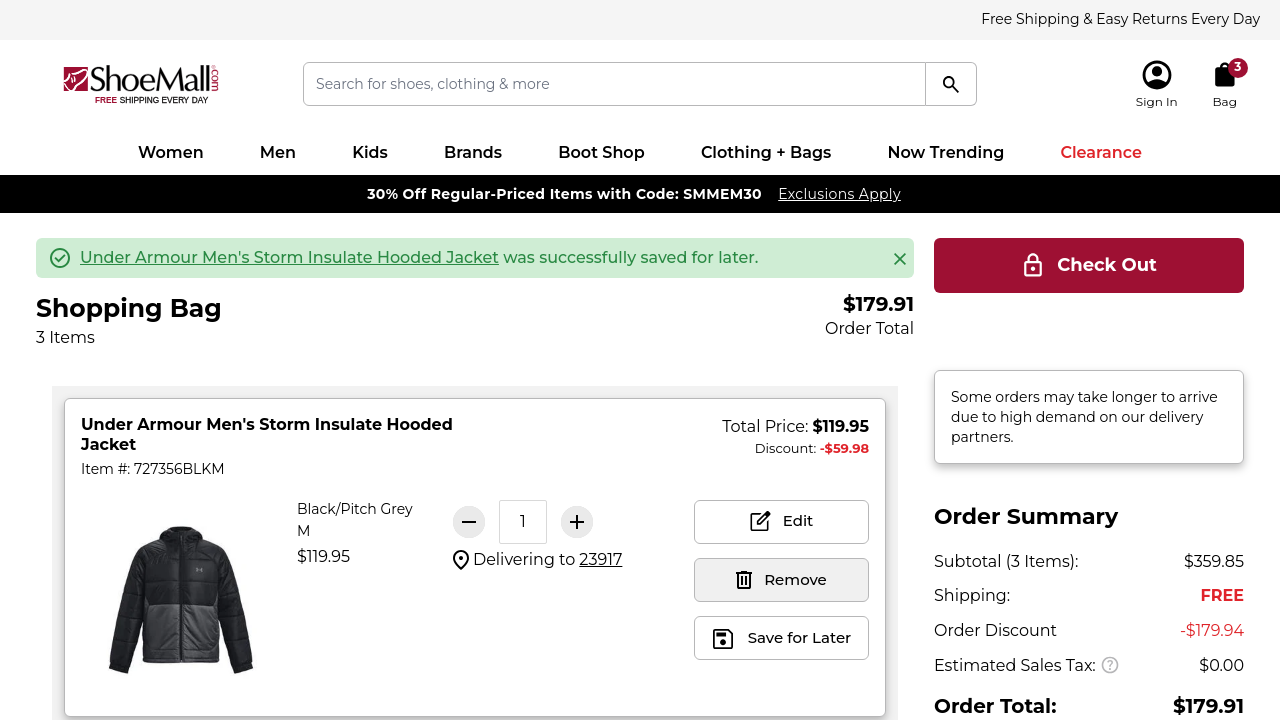 Free Shipping & Easy Returns Every Day
ShoeMall.com
FREE SHIPPING EVERY DAY
Search for shoes, clothing & more
Sign In
3
Bag
Women Men Kids Brands Boot Shop Clothing + Bags Now Trending Clearance
30% Off Regular-Priced Items with Code: SMMEM30 Exclusions Apply
Under Armour Men's Storm Insulate Hooded Jacket was successfully saved for later.
Check Out
Shopping Bag
3 Items
$179.91
Order Total
Some orders may take longer to arrive
due to high demand on our delivery
partners.
Under Armour Men's Storm Insulate Hooded
Jacket
Item #: 727356BLKM
Total Price: $119.95
Discount: -$59.98
Black/Pitch Grey
M
$119.95
1
Delivering to 23917
Edit
Remove
Save for Later
Order Summary
Subtotal (3 Items): $359.85
Shipping: FREE
Order Discount -$179.94
Estimated Sales Tax: ? $0.00
Order Total: $179.91